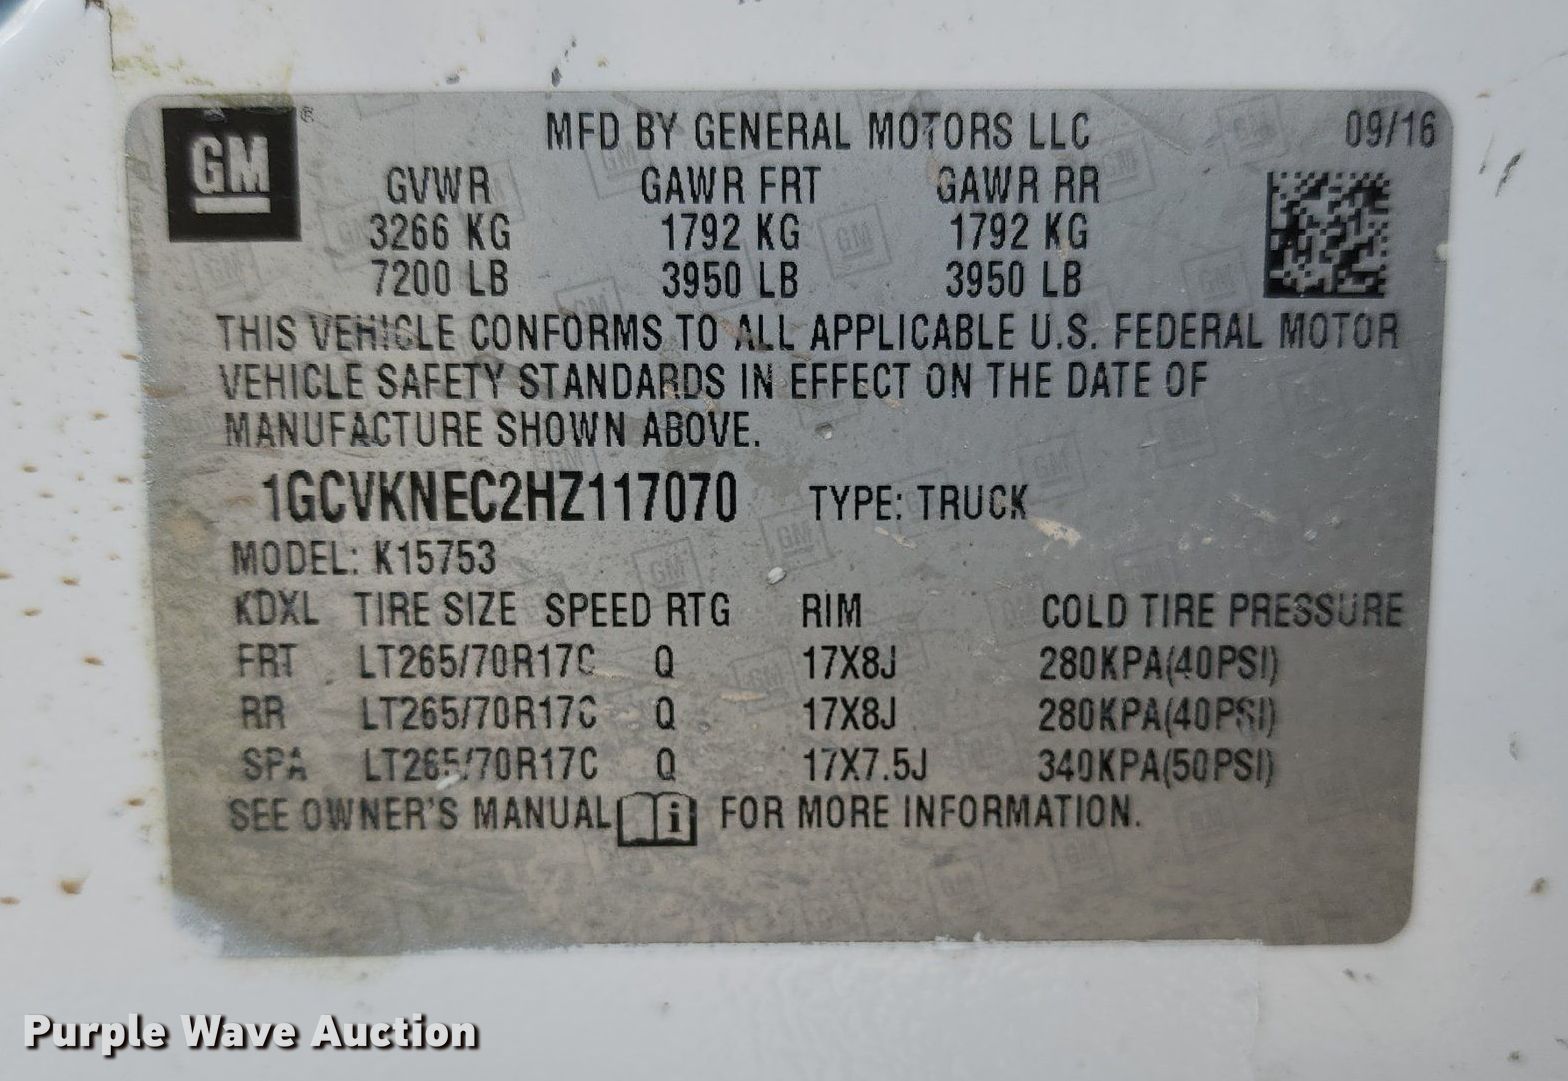 GM ®
MFD BY GENERAL MOTORS LLC 09/16
GVWR GAWR FRT GAWR RR
3266 KG 1792 KG 1792 KG
7200 LB 3950 LB 3950 LB
THIS VEHICLE CONFORMS TO ALL APPLICABLE U.S. FEDERAL MOTOR
VEHICLE SAFETY STANDARDS IN EFFECT ON THE DATE OF
MANUFACTURE SHOWN ABOVE.
1GCVKNEC2HZ117070 TYPE: TRUCK
MODEL: K15753
KDXL TIRE SIZE SPEED RTG RIM COLD TIRE PRESSURE
FRT LT265/70R17C Q 17X8J 280KPA(40PSI)
RR LT265/70R17C Q 17X8J 280KPA(40PSI)
SPA LT265/70R17C Q 17X7.5J 340KPA(50PSI)
SEE OWNER'S MANUAL i FOR MORE INFORMATION.
Purple Wave Auction